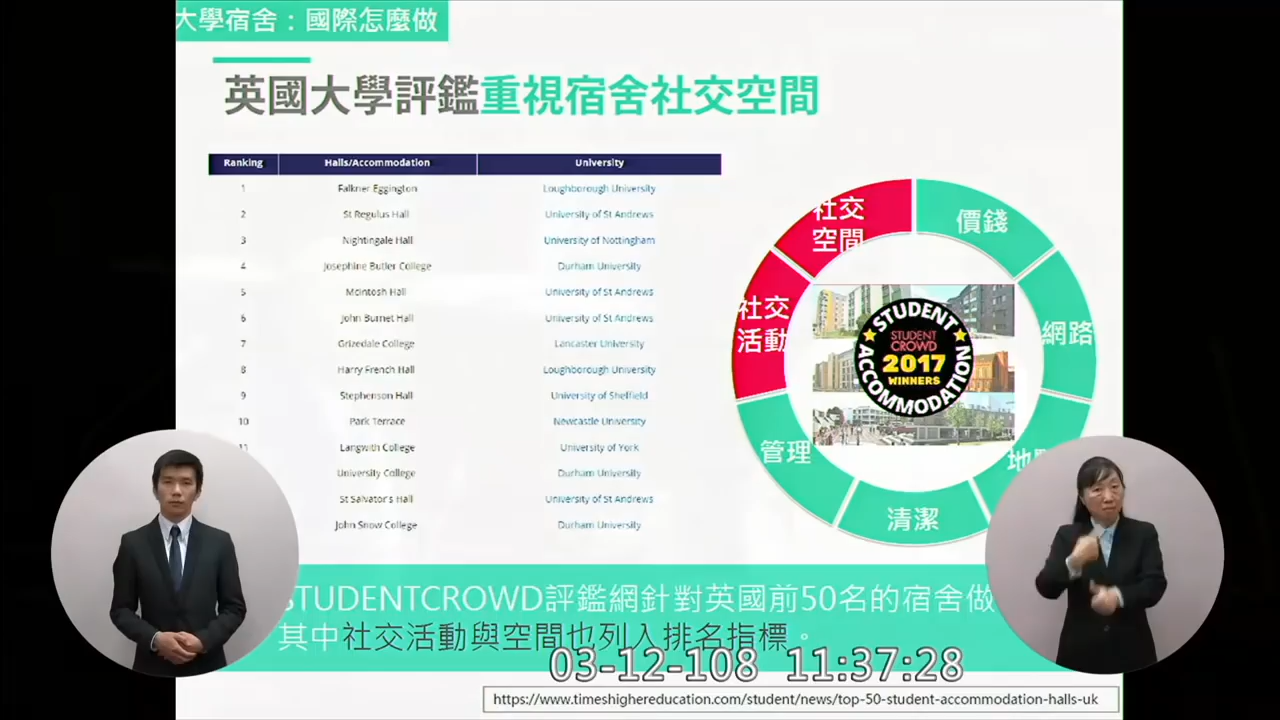 大學宿舍：國際怎麼做
英國大學評鑑重視宿舍社交空間
Ranking Halls/Accommodation University
1 Falkner Eggington Loughborough University
2 St Regulus Hall University of St Andrews
3 Nightingale Hall University of Nottingham
4 Josephine Butler College Durham University
5 McIntosh Hall University of St Andrews
6 John Burnet Hall University of St Andrews
7 Grizedale College Lancaster University
8 Harry French Hall Loughborough University
9 Stephenson Hall University of Sheffield
10 Park Terrace Newcastle University
11 Langwith College University of York
University College Durham University
St Salvator's Hall University of St Andrews
John Snow College Durham University
社交
空間
價錢
社交
活動
網路
管理
地
清潔
STUDENT
STUDENT
CROWD
2017
WINNERS
ACCOMMODATION
STUDENTCROWD評鑑網針對英國前50名的宿舍做
其中社交活動與空間也列入排名指標。
03-12-108 11:37:28
https://www.timeshighereducation.com/student/news/top-50-student-accommodation-halls-uk